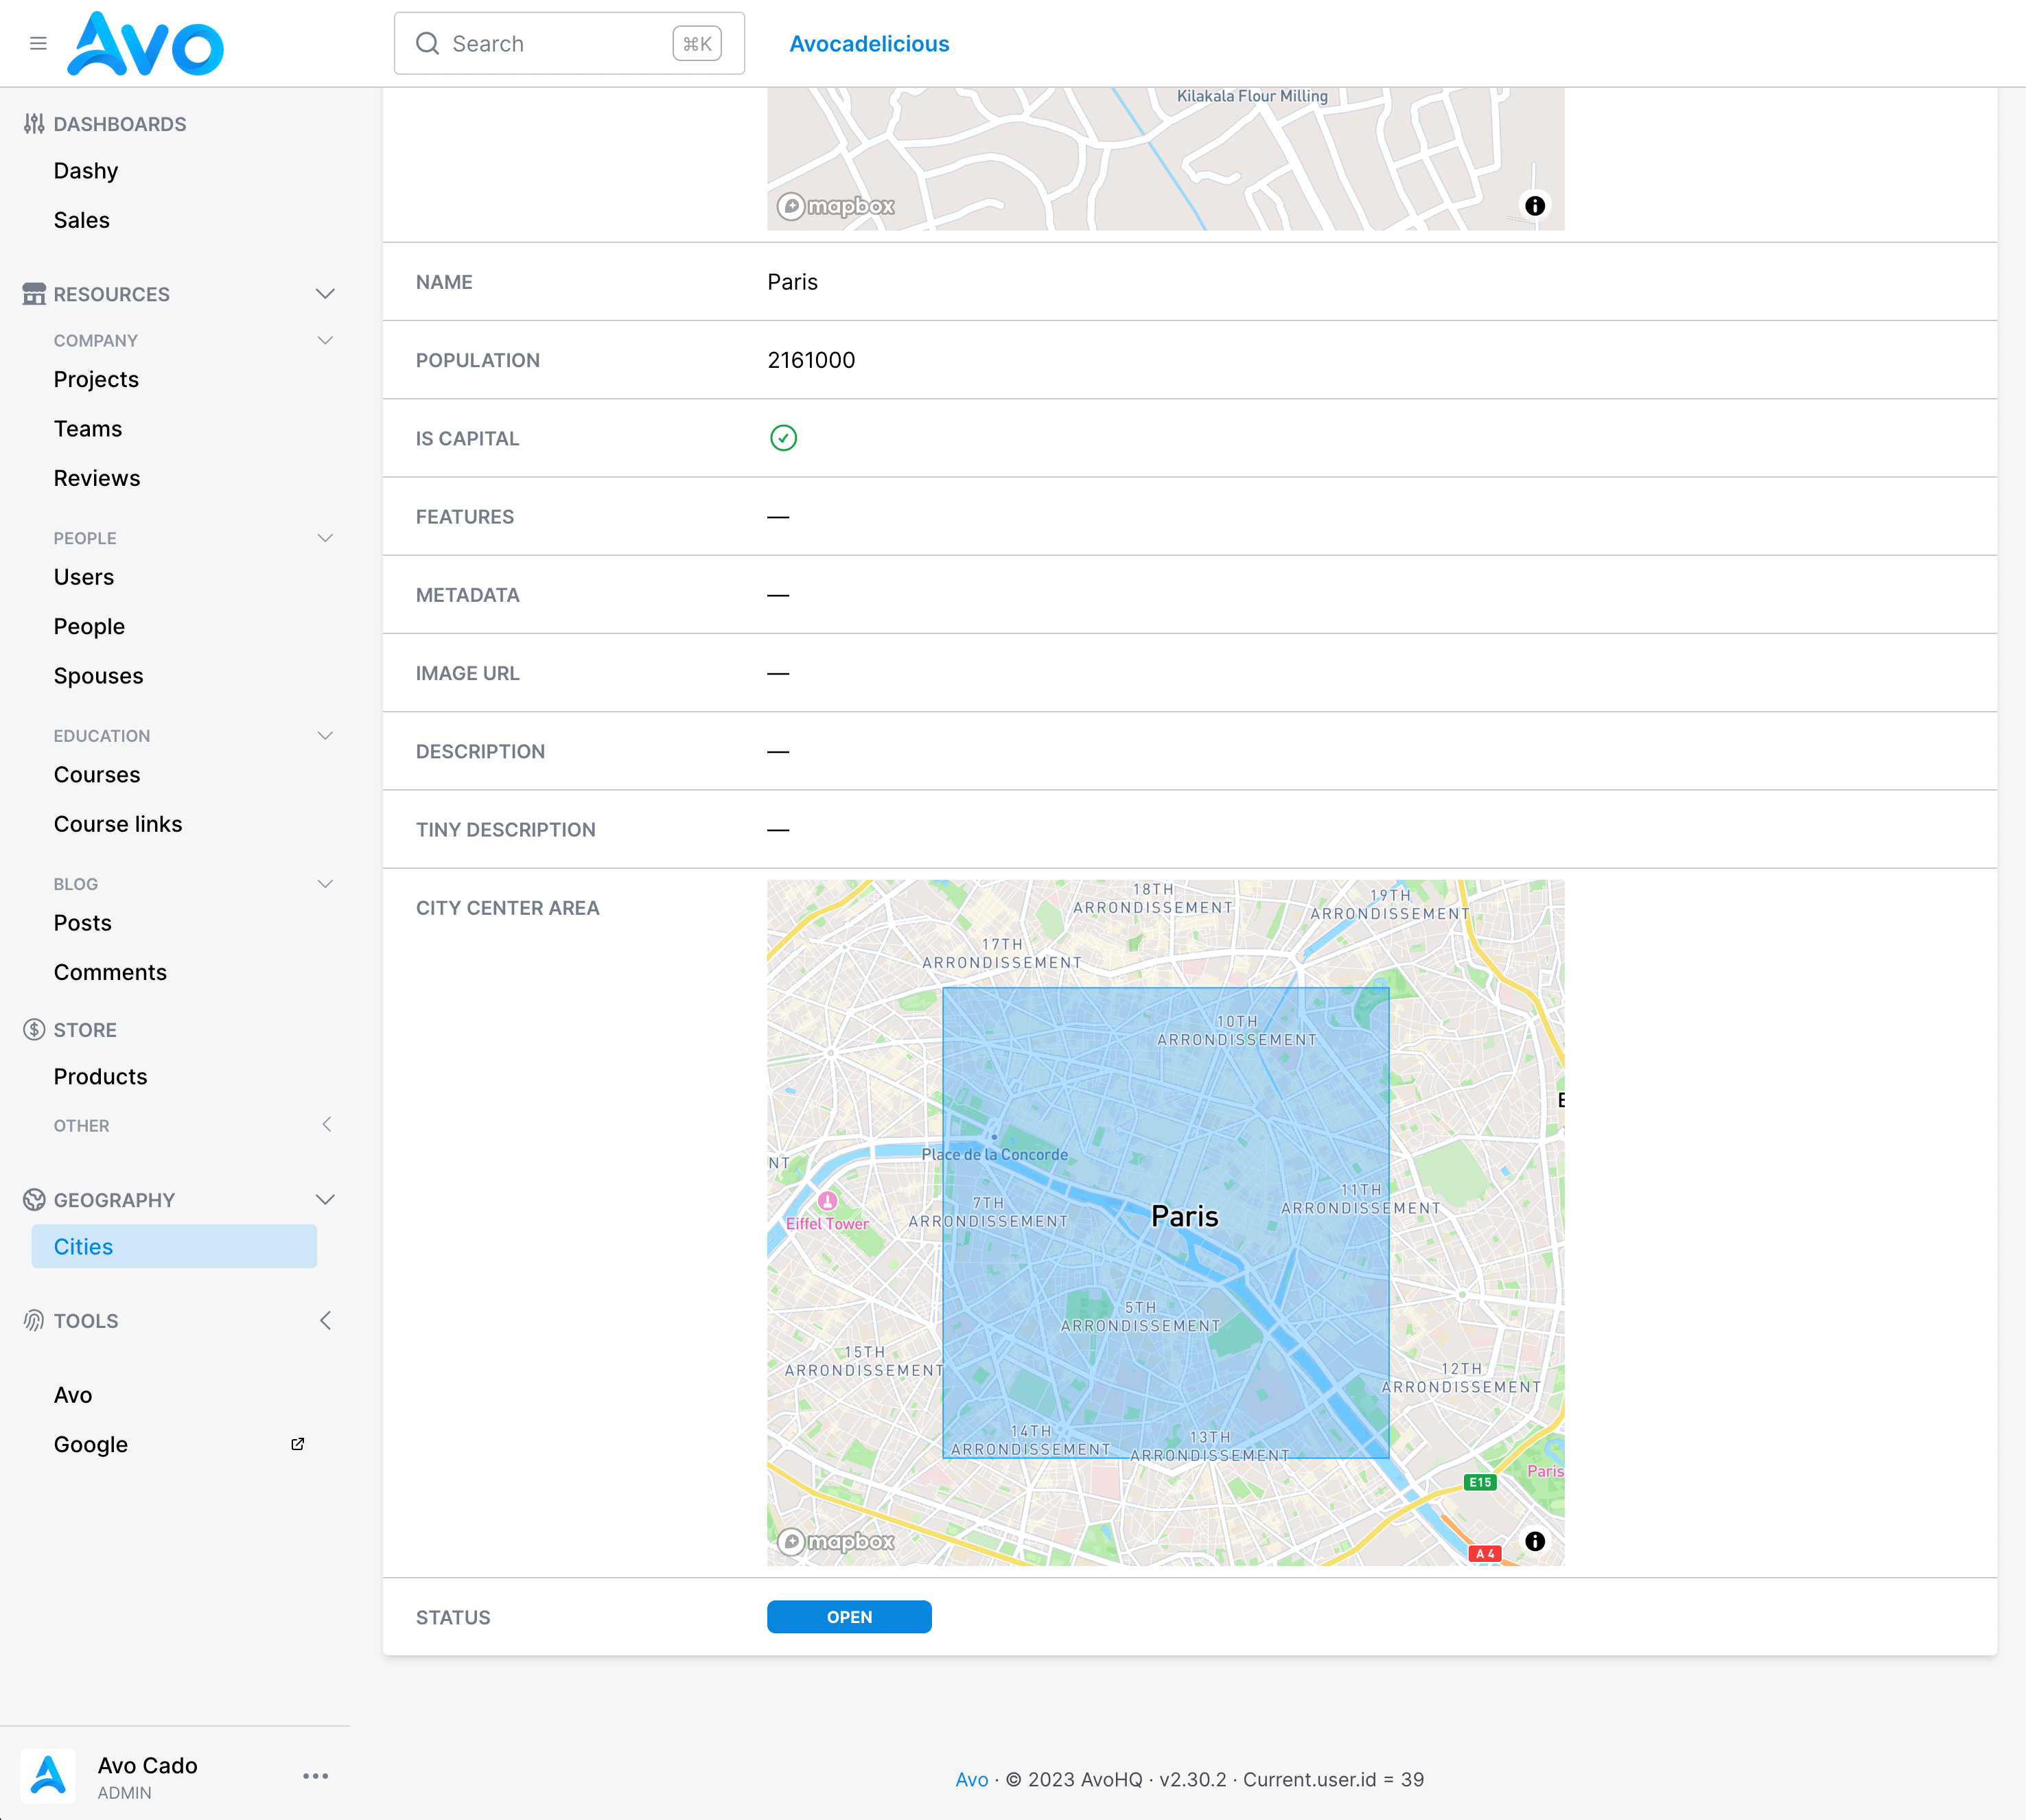 Avo
Search
⌘K
Avocadelicious
DASHBOARDS
Dashy
Sales
RESOURCES
COMPANY
Projects
Teams
Reviews
PEOPLE
Users
People
Spouses
EDUCATION
Courses
Course links
BLOG
Posts
Comments
STORE
Products
OTHER
GEOGRAPHY
Cities
TOOLS
Avo
Google
Avo Cado
ADMIN
Kilakala Flour Milling
mapbox
NAME
Paris
POPULATION
2161000
IS CAPITAL
FEATURES
—
METADATA
—
IMAGE URL
—
DESCRIPTION
—
TINY DESCRIPTION
—
CITY CENTER AREA
18TH
ARRONDISSEMENT
19TH
ARRONDISSEMENT
17TH
ARRONDISSEMENT
10TH
ARRONDISSEMENT
E
Place de la Concorde
NT
7TH
ARRONDISSEMENT
11TH
ARRONDISSEMENT
Paris
Eiffel Tower
5TH
ARRONDISSEMENT
15TH
ARRONDISSEMENT
12TH
ARRONDISSEMENT
14TH
ARRONDISSEMENT
13TH
ARRONDISSEMENT
Paris
E15
A 4
mapbox
STATUS
OPEN
Avo · © 2023 AvoHQ · v2.30.2 · Current.user.id = 39